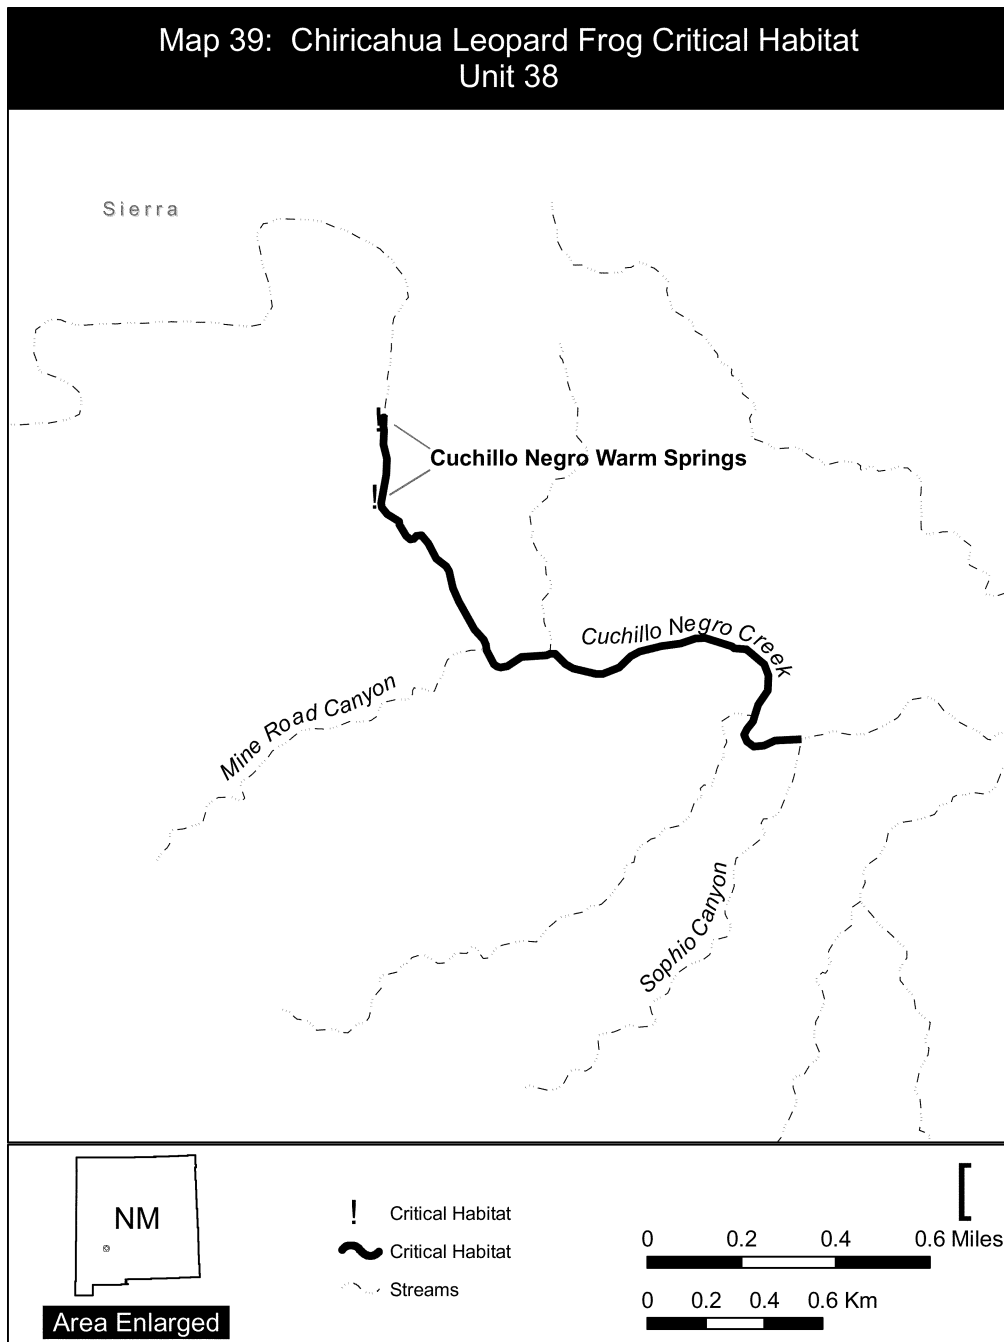 Map 39:  Chiricahua Leopard Frog Critical Habitat
Unit 38
Sierra
!
Cuchillo Negro Warm Springs
!
Cuchillo Negro Creek
Mine Road Canyon
Sophio Canyon
NM
Area Enlarged
! Critical Habitat
Critical Habitat
Streams
[
0 0.2 0.4 0.6 Miles
0 0.2 0.4 0.6 Km